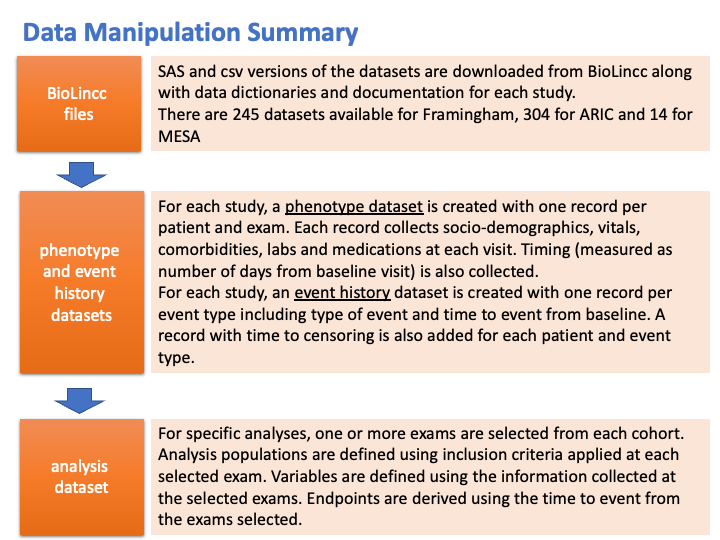 Data Manipulation Summary
BioLincc
files
SAS and csv versions of the datasets are downloaded from BioLincc along
with data dictionaries and documentation for each study.
There are 245 datasets available for Framingham, 304 for ARIC and 14 for
MESA
phenotype
and event
history
datasets
For each study, a phenotype dataset is created with one record per
patient and exam. Each record collects socio-demographics, vitals,
comorbidities, labs and medications at each visit. Timing (measured as
number of days from baseline visit) is also collected.
For each study, an event history dataset is created with one record per
event type including type of event and time to event from baseline. A
record with time to censoring is also added for each patient and event
type.
analysis
dataset
For specific analyses, one or more exams are selected from each cohort.
Analysis populations are defined using inclusion criteria applied at each
selected exam. Variables are defined using the information collected at
the selected exams. Endpoints are derived using the time to event from
the exams selected.